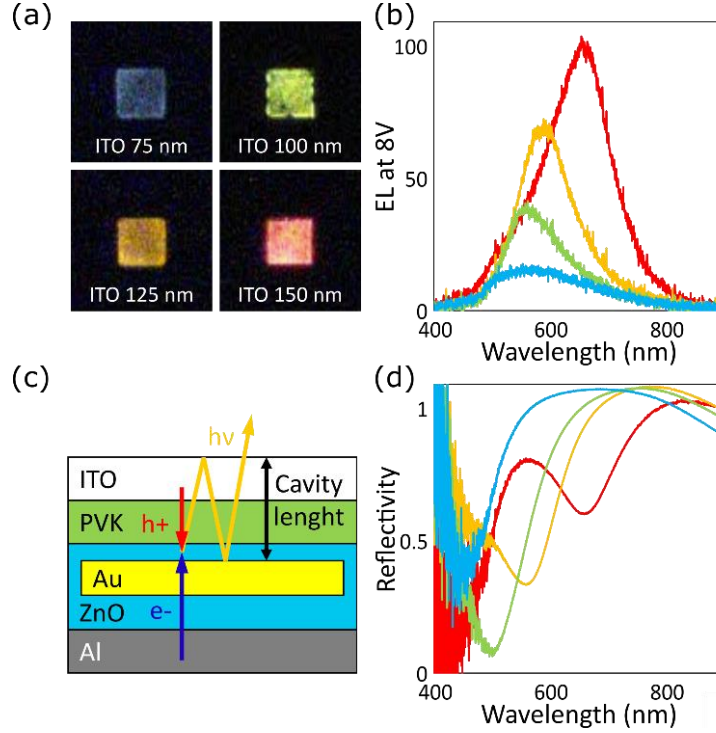 (a)
ITO 75 nm
ITO 100 nm
ITO 125 nm
ITO 150 nm
(b)
EL at 8V
100
50
0
400
600
800
Wavelength (nm)
(c)
hν
ITO
Cavity
lenght
PVK
h+
Au
ZnO
e-
Al
(d)
Reflectivity
1
0.5
0
400
600
800
Wavelength (nm)